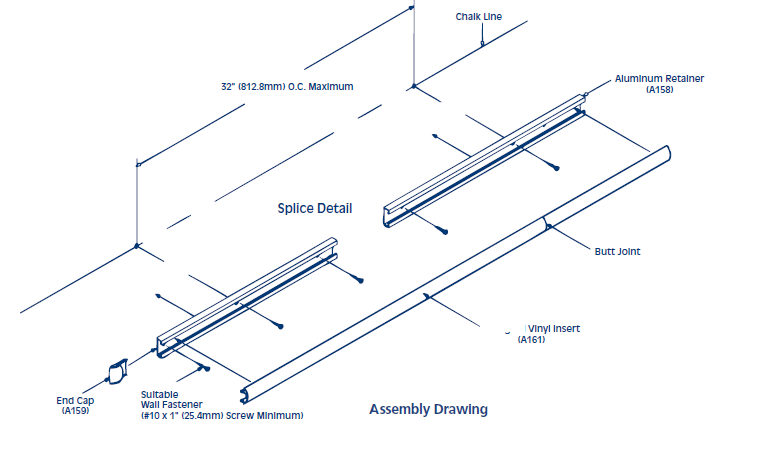 Chalk Line
Aluminum Retainer
(A158)
32" (812.8mm) O.C. Maximum
Splice Detail
Butt Joint
Vinyl Insert
(A161)
End Cap
(A159)
Suitable
Wall Fastener
(#10 x 1" (25.4mm) Screw Minimum)
Assembly Drawing